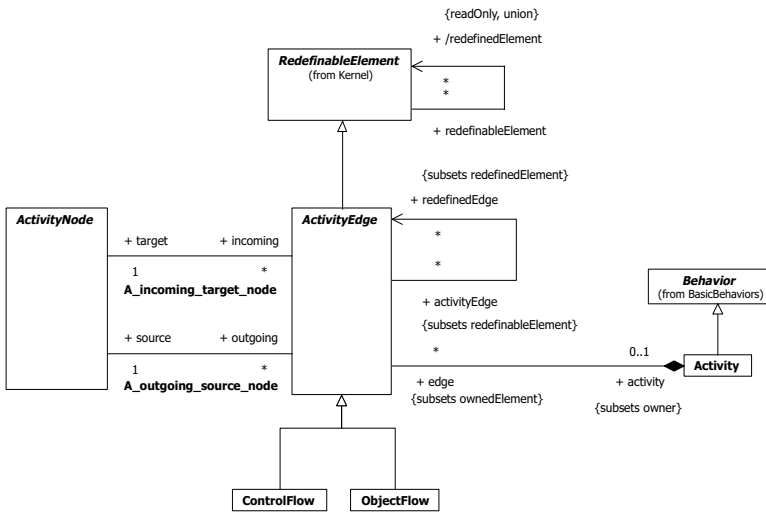 {readOnly, union}
+ /redefinedElement
RedefinableElement
(from Kernel)
*
*
+ redefinableElement
{subsets redefinedElement}
+ redefinedEdge
ActivityNode
ActivityEdge
*
+ target
+ incoming
*
1
*
A_incoming_target_node
Behavior
(from BasicBehaviors)
+ activityEdge
{subsets redefinableElement}
+ source
+ outgoing
*
0..1
1
*
Activity
A_outgoing_source_node
+ edge
+ activity
{subsets ownedElement}
{subsets owner}
ControlFlow
ObjectFlow